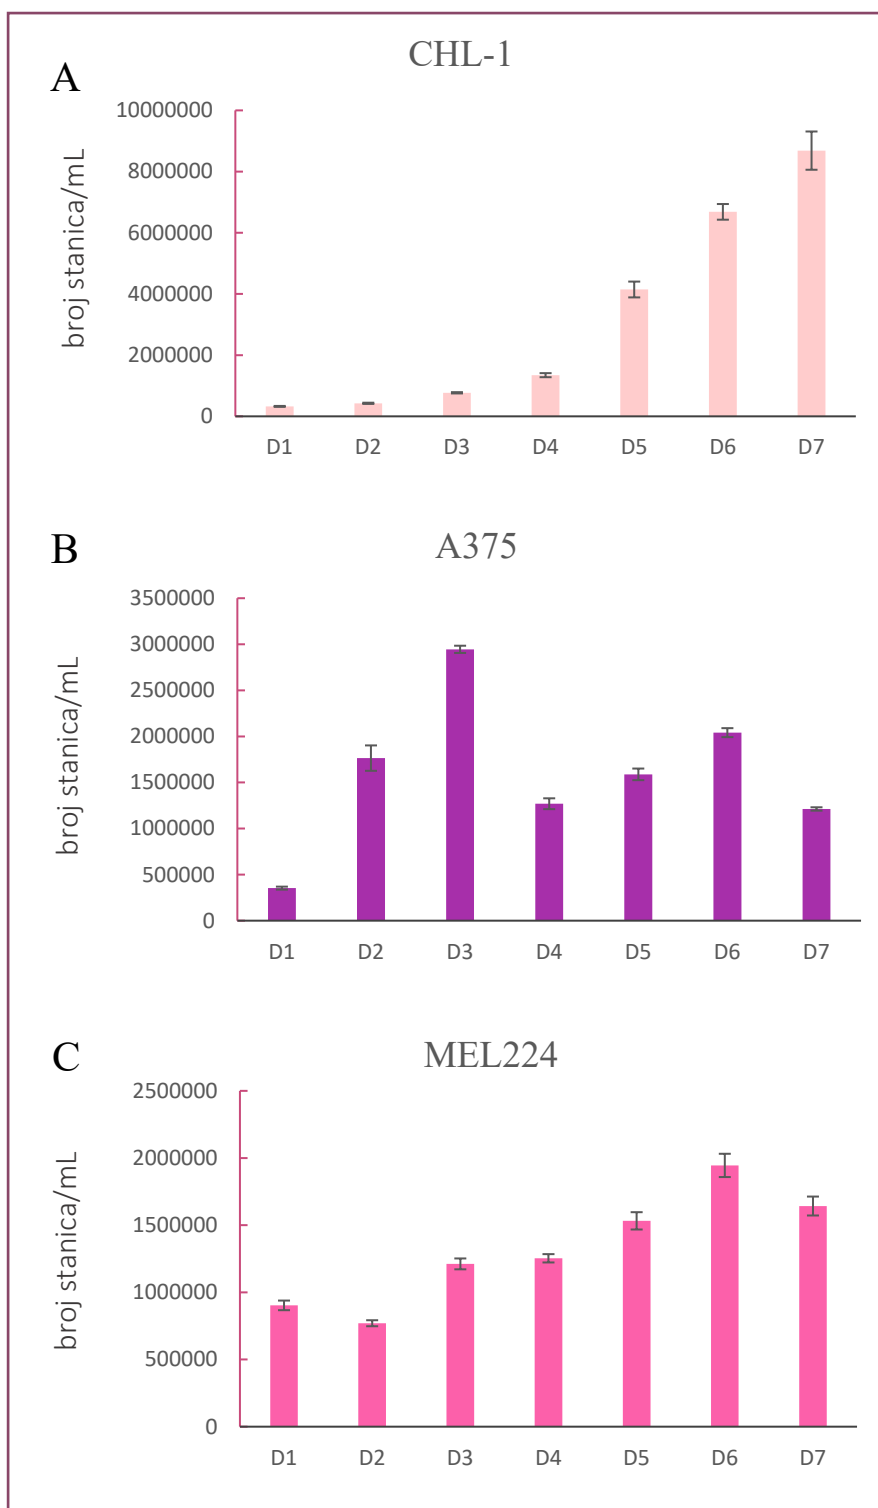 A
CHL-1
broj stanica/mL
10000000
8000000
6000000
4000000
2000000
0
D1 D2 D3 D4 D5 D6 D7
B
A375
broj stanica/mL
3500000
3000000
2500000
2000000
1500000
1000000
500000
0
D1 D2 D3 D4 D5 D6 D7
C
MEL224
broj stanica/mL
2500000
2000000
1500000
1000000
500000
0
D1 D2 D3 D4 D5 D6 D7